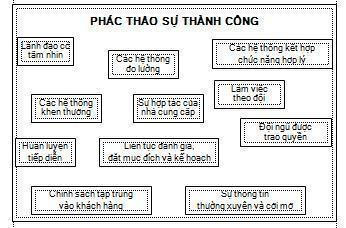 PHÁC THẢO SỰ THÀNH CÔNG
Lãnh đạo có
tầm nhìn
Các hệ thống
đo lường
Các hệ thống kết hợp
chức năng hợp lý
Làm việc
theo đội
Các hệ thống
khen thưởng
Sự hợp tác của
nhà cung cấp
Đội ngũ được
trao quyền
Huấn luyện
tiếp diễn
Liên tục đánh giá,
đặt mục đích và kế hoạch
Chính sách tập trung
vào khách hàng
Sự thông tin
thường xuyên và cởi mở